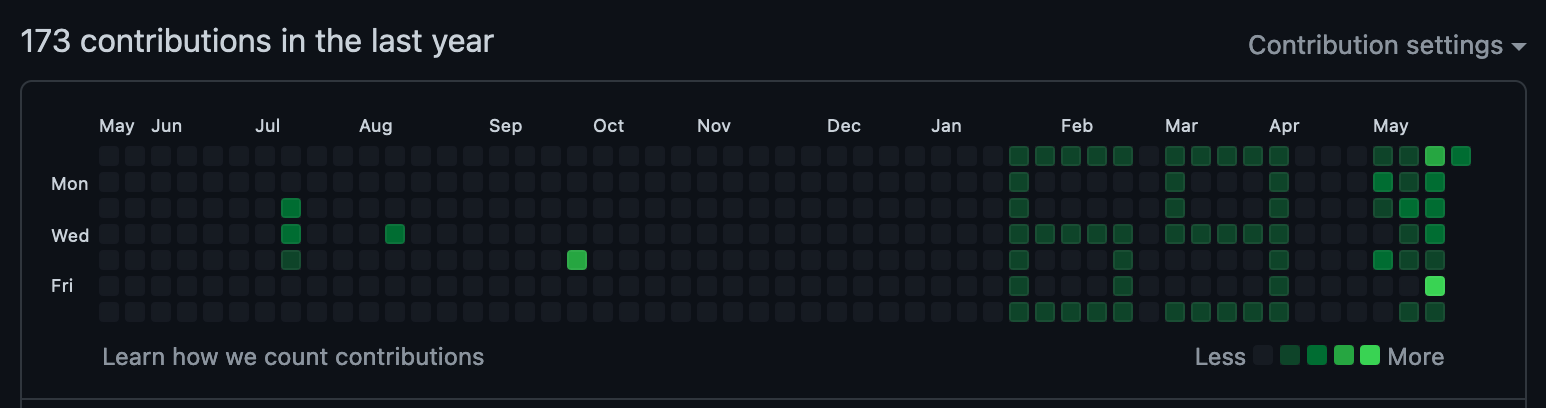 173 contributions in the last year
Contribution settings
May Jun Jul Aug Sep Oct Nov Dec Jan Feb Mar Apr May
Mon
Wed
Fri
69
Learn how we count contributions
Less More